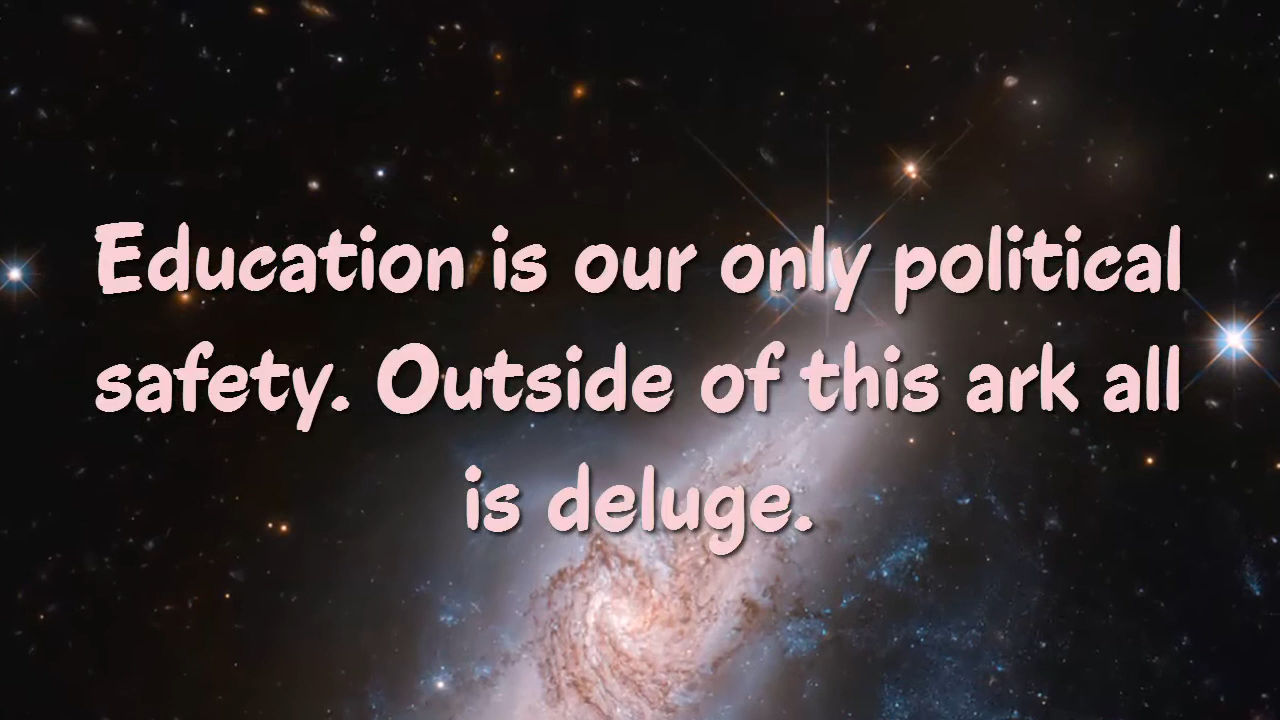 Education is our only political
safety. Outside of this ark all
is deluge.